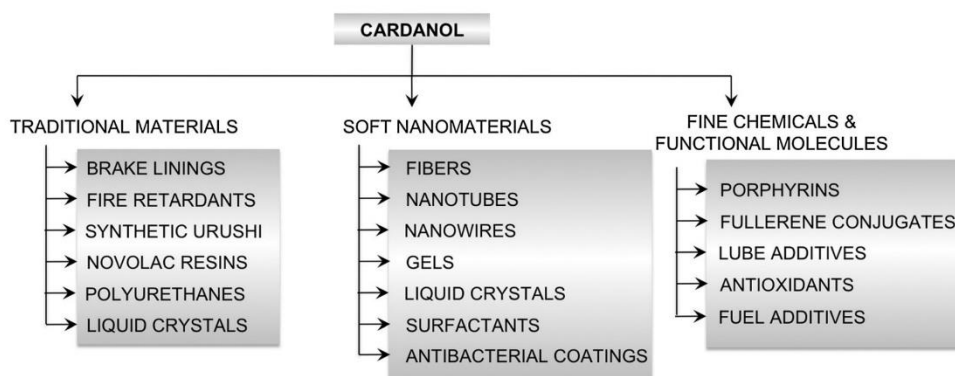 CARDANOL
TRADITIONAL MATERIALS
BRAKE LININGS
FIRE RETARDANTS
SYNTHETIC URUSHI
NOVOLAC RESINS
POLYURETHANES
LIQUID CRYSTALS
SOFT NANOMATERIALS
FIBERS
NANOTUBES
NANOWIRES
GELS
LIQUID CRYSTALS
SURFACTANTS
ANTIBACTERIAL COATINGS
FINE CHEMICALS &
FUNCTIONAL MOLECULES
PORPHYRINS
FULLERENE CONJUGATES
LUBE ADDITIVES
ANTIOXIDANTS
FUEL ADDITIVES